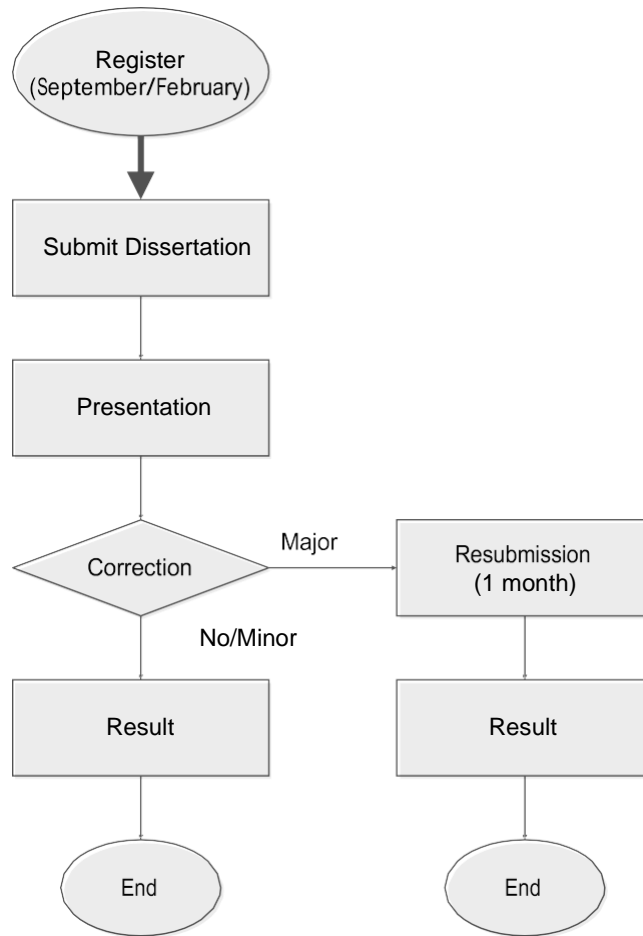 Register
(September/February)
Submit Dissertation
Presentation
Correction
Major
Resubmission
(1 month)
No/Minor
Result
Result
End
End